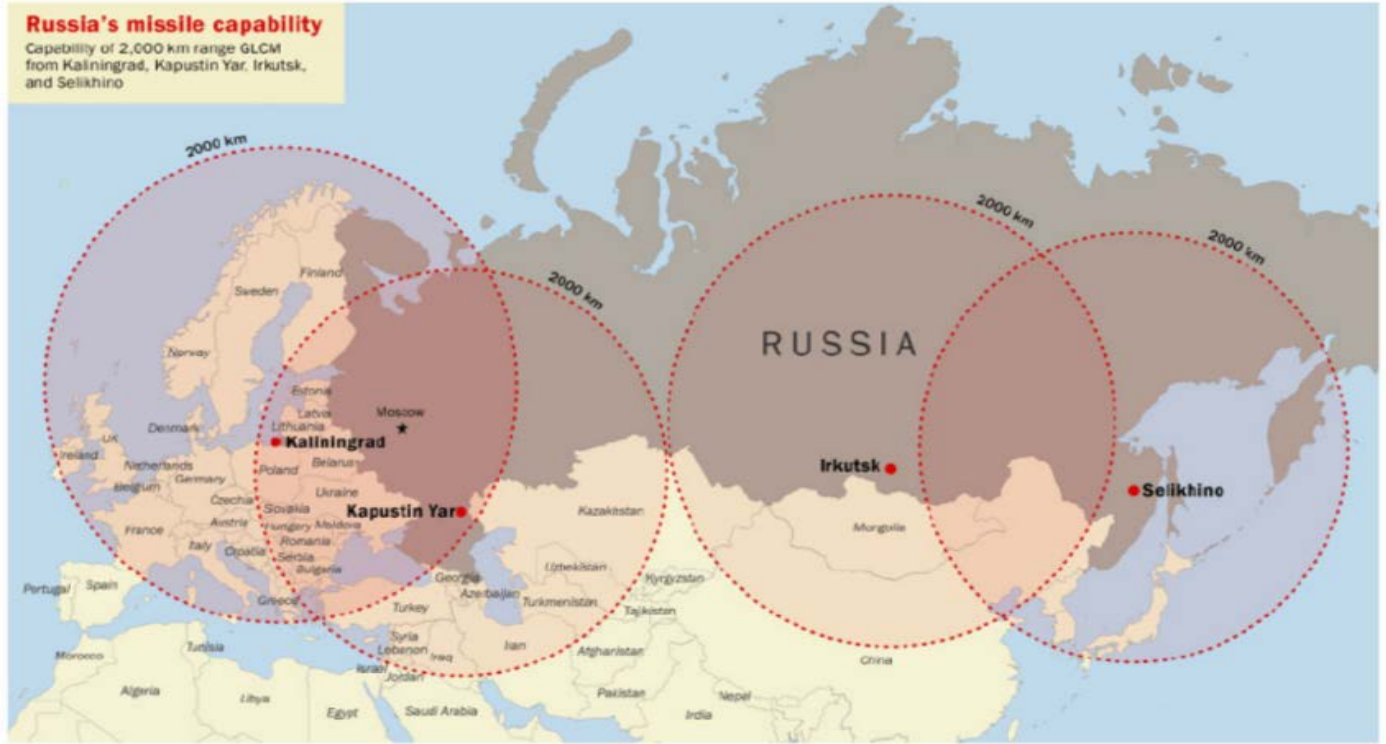 Russia's missile capability
Capability of 2,000 km range GLCM
from Kaliningrad, Kapustin Yar, Irkutsk,
and Selikhino
2000 km
2000 km
2000 km
2000 km
Finland
Sweden
Norway
RUSSIA
Estonia
Latvia
Moscow
Lithuania
Denmark
UK
Kaliningrad
Ireland
Netherlands
Poland
Belarus
Irkutsk
Germany
Belgium
Selikhino
Czechia
Ukraine
Slovakia
Kapustin Yar
Kazakhstan
Austria
Hungary
Moldova
France
Mongolia
Italy
Croatia
Romania
Serbia
Bulgaria
Uzbekistan
Georgia
Kyrgyzstan
Portugal
Spain
Greece
Azerbaijan
Turkmenistan
Turkey
Tajikistan
Syria
Lebanon
Iraq
Iran
Afghanistan
Tunisia
Morocco
China
Israel
Jordan
Algeria
Libya
Egypt
Saudi Arabia
Pakistan
Nepal
India